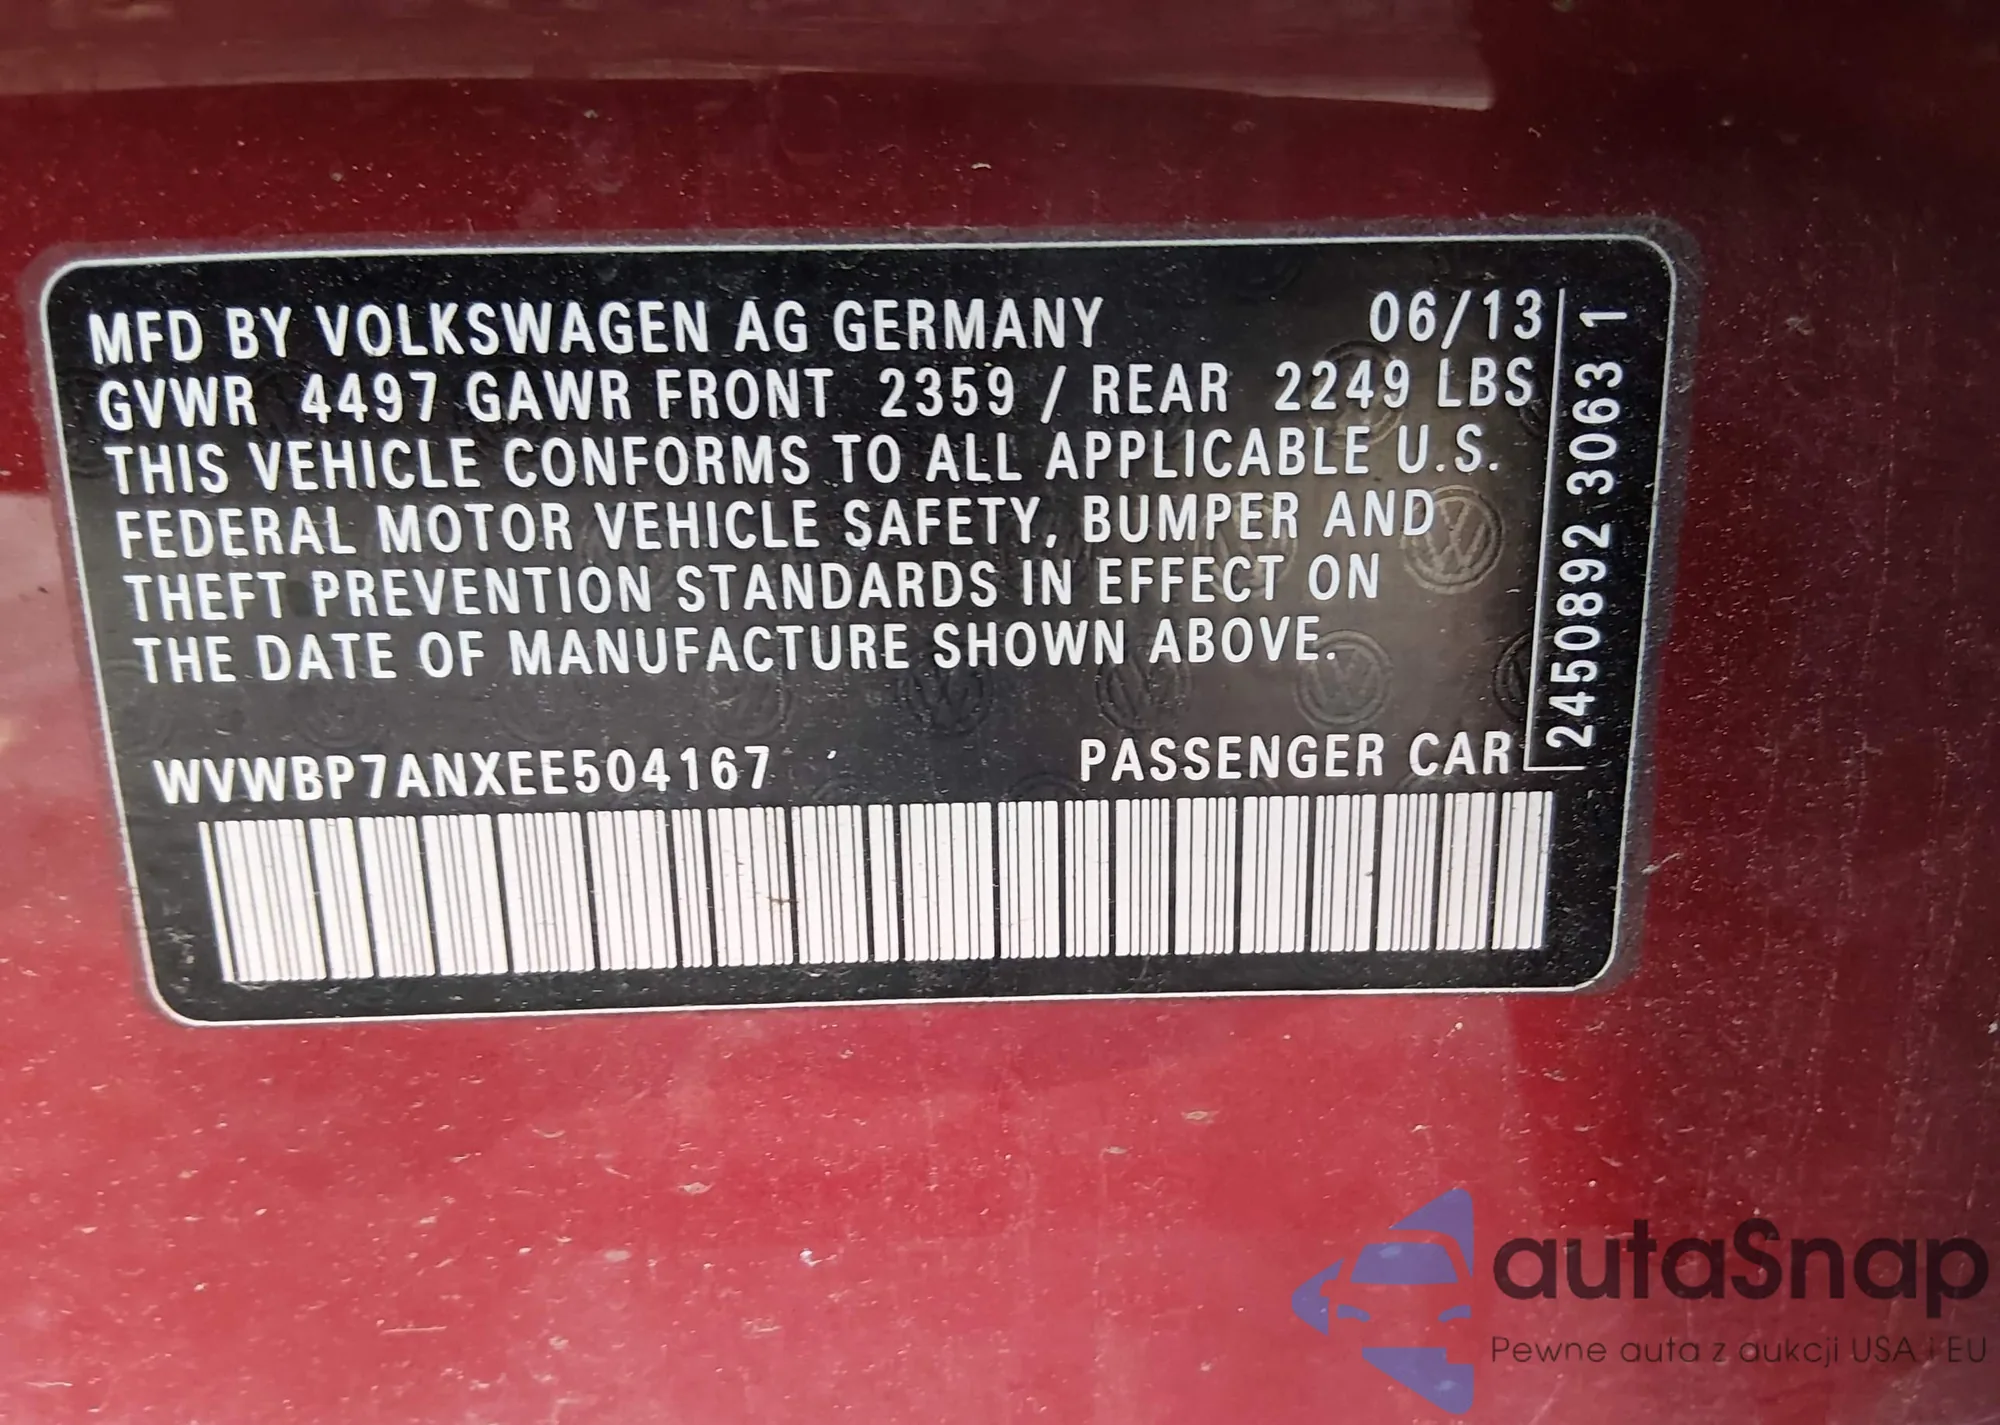 MFD BY VOLKSWAGEN AG GERMANY 06/13
GVWR 4497 GAWR FRONT 2359 / REAR 2249 LBS
THIS VEHICLE CONFORMS TO ALL APPLICABLE U.S.
FEDERAL MOTOR VEHICLE SAFETY, BUMPER AND
THEFT PREVENTION STANDARDS IN EFFECT ON
THE DATE OF MANUFACTURE SHOWN ABOVE.
WVWBP7ANXEE504167 PASSENGER CAR
2450892 3063 1
autaSnap
Pewne auta z aukcji USA i EU